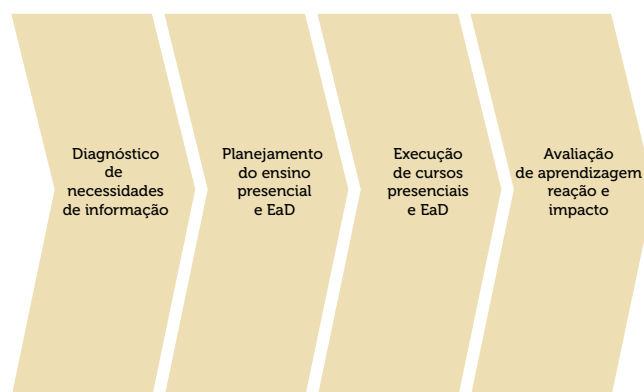 Diagnóstico
de
necessidades
de informação
Planejamento
do ensino
presencial
e EaD
Execução
de cursos
presenciais
e EaD
Avaliação
de aprendizagem
reação e
impacto